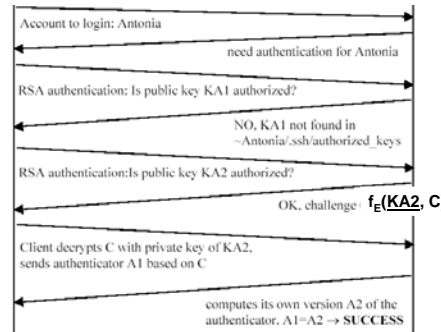 Account to login: Antonia
need authentication for Antonia
RSA authentication: Is public key KA1 authorized?
NO, KA1 not found in
~Antonia/.ssh/authorized_keys
RSA authentication:Is public key KA2 authorized?
OK, challenge f_E(KA2, C
Client decrypts C with private key of KA2,
sends authenticator A1 based on C
computes its own version A2 of the
authenticator. A1=A2 → SUCCESS